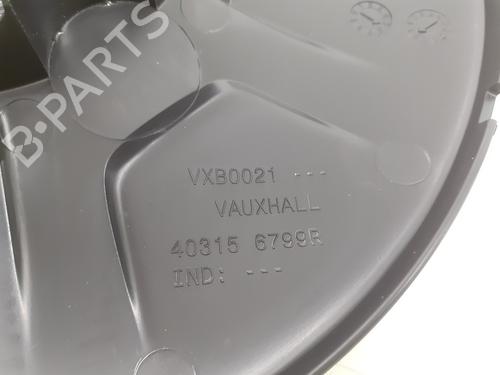 B-PARTS
VXB0021 ---
VAUXHALL
40315 6799R
IND: ---